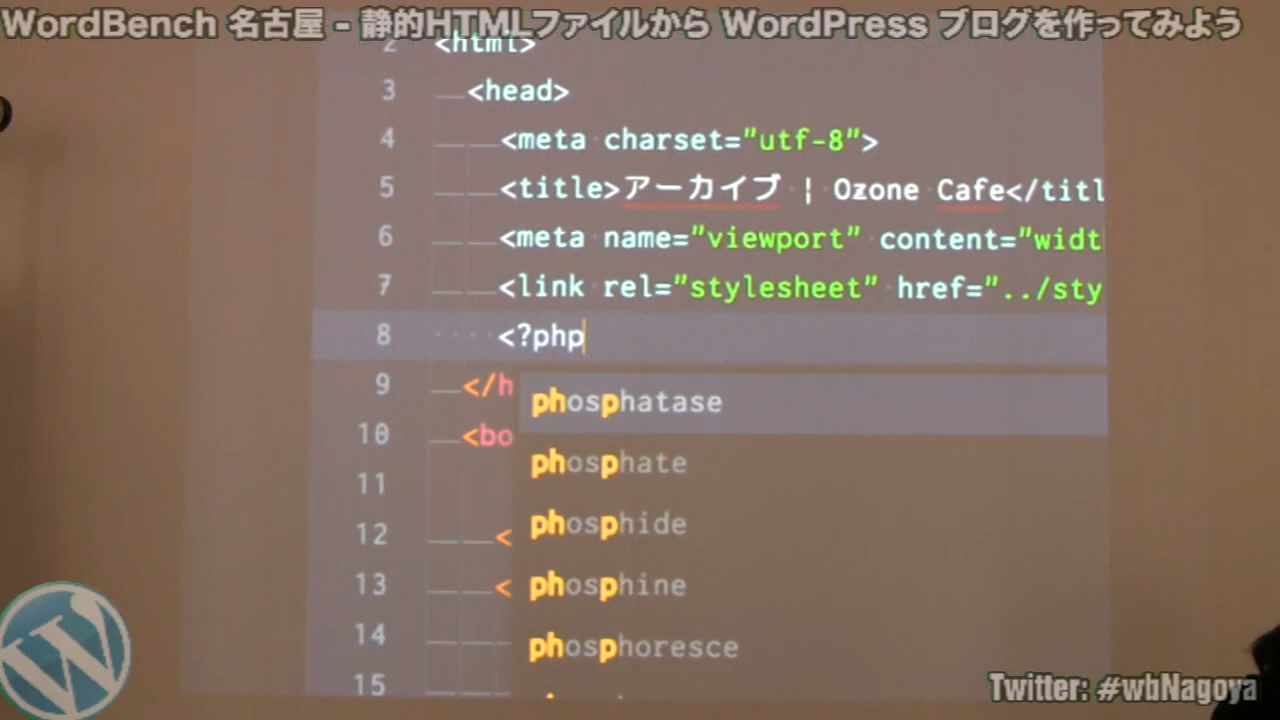 WordBench 名古屋 - 静的HTMLファイルから WordPress ブログを作ってみよう
2 <html>
3 <head>
4 <meta charset="utf-8">
5 <title>アーカイブ | Ozone Cafe</titl
6 <meta name="viewport" content="widt
7 <link rel="stylesheet" href="../sty
8 <?php
9 </h
phosphatase
10 <bo
phosphate
11
phosphide
12 <
13 <
phosphine
14
phosphoresce
15
Twitter: #wbNagoya